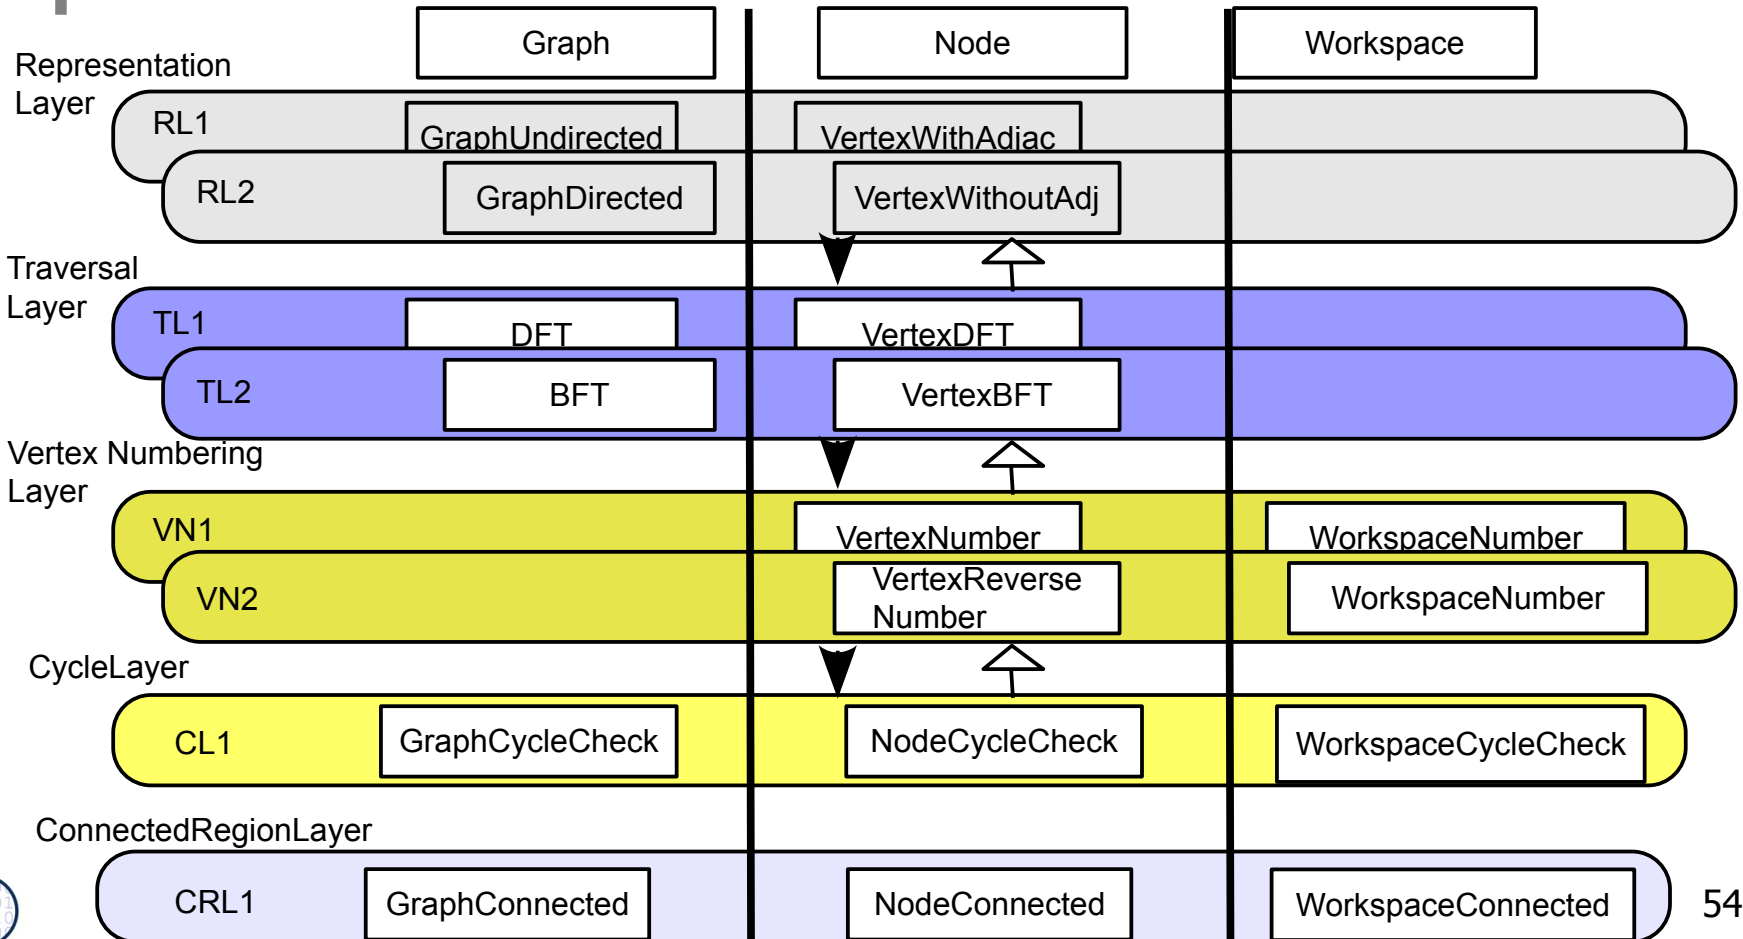 Graph
Node
Workspace
Representation
Layer
RL1
GraphUndirected
VertexWithAdjac
RL2
GraphDirected
VertexWithoutAdj
Traversal
Layer
TL1
DFT
VertexDFT
TL2
BFT
VertexBFT
Vertex Numbering
Layer
VN1
VertexNumber
WorkspaceNumber
VN2
VertexReverse
Number
WorkspaceNumber
CycleLayer
CL1
GraphCycleCheck
NodeCycleCheck
WorkspaceCycleCheck
ConnectedRegionLayer
CRL1
GraphConnected
NodeConnected
WorkspaceConnected
54